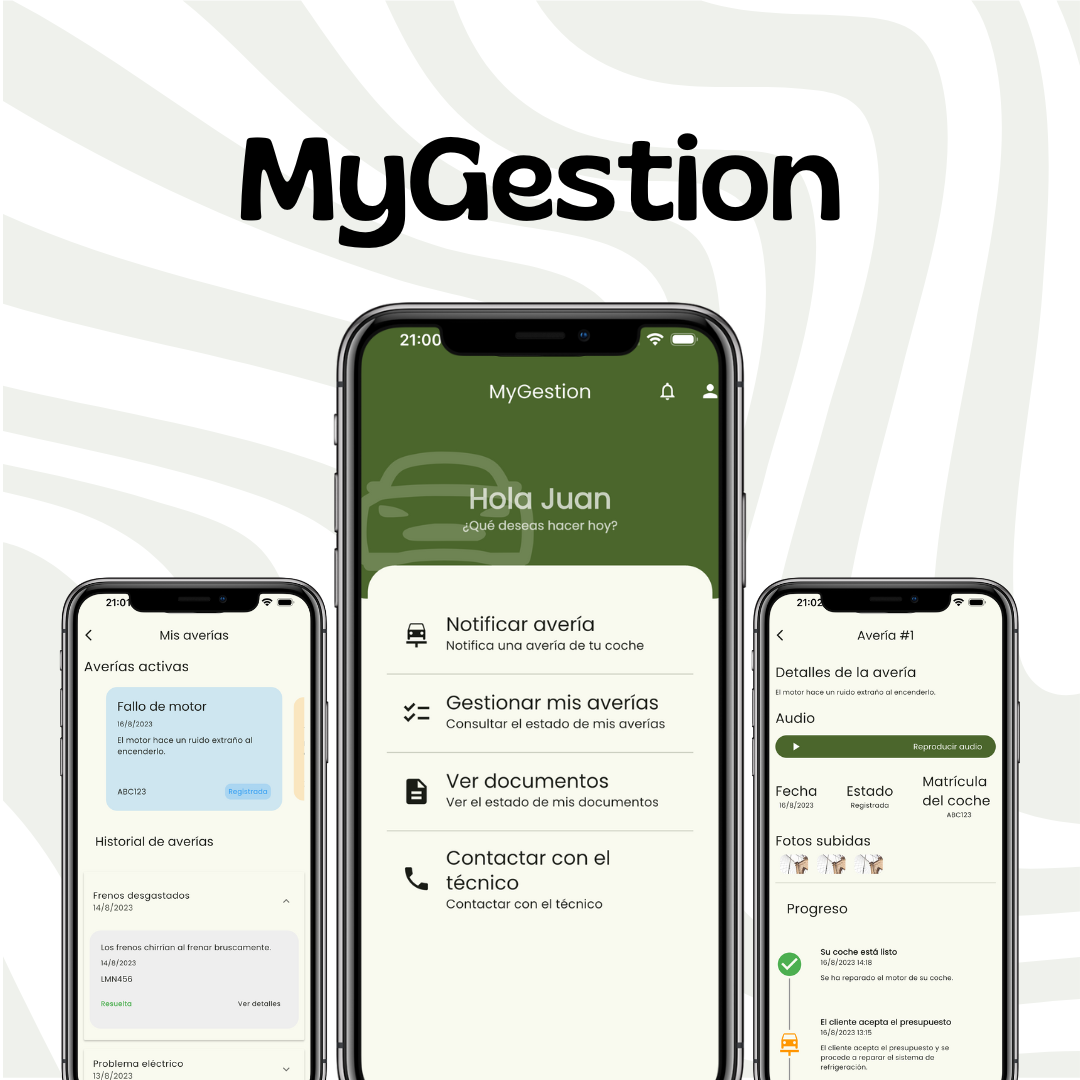 MyGestion
21:00
MyGestion
Hola Juan
¿Qué deseas hacer hoy?
Notificar avería
Notifica una avería de tu coche
Gestionar mis averías
Consultar el estado de mis averías
Ver documentos
Ver el estado de mis documentos
Contactar con el
técnico
Contactar con el técnico
21:01
Mis averías
Averías activas
Fallo de motor
16/8/2023
El motor hace un ruido extraño al
encenderlo.
ABC123
Registrada
Historial de averías
Frenos desgastados
14/8/2023
Los frenos chirrían al frenar bruscamente.
14/8/2023
LMN456
Resuelta
Ver detalles
Problema eléctrico
13/8/2023
21:02
Avería #1
Detalles de la avería
El motor hace un ruido extraño al encenderlo.
Audio
Reproducir audio
Fecha
16/8/2023
Estado
Registrada
Matrícula
del coche
ABC123
Fotos subidas
Progreso
Su coche está listo
16/8/2023 14:18
Se ha reparado el motor de su coche.
El cliente acepta el presupuesto
16/8/2023 13:15
El cliente acepta el presupuesto y se
procede a reparar el sistema de
refrigeración.